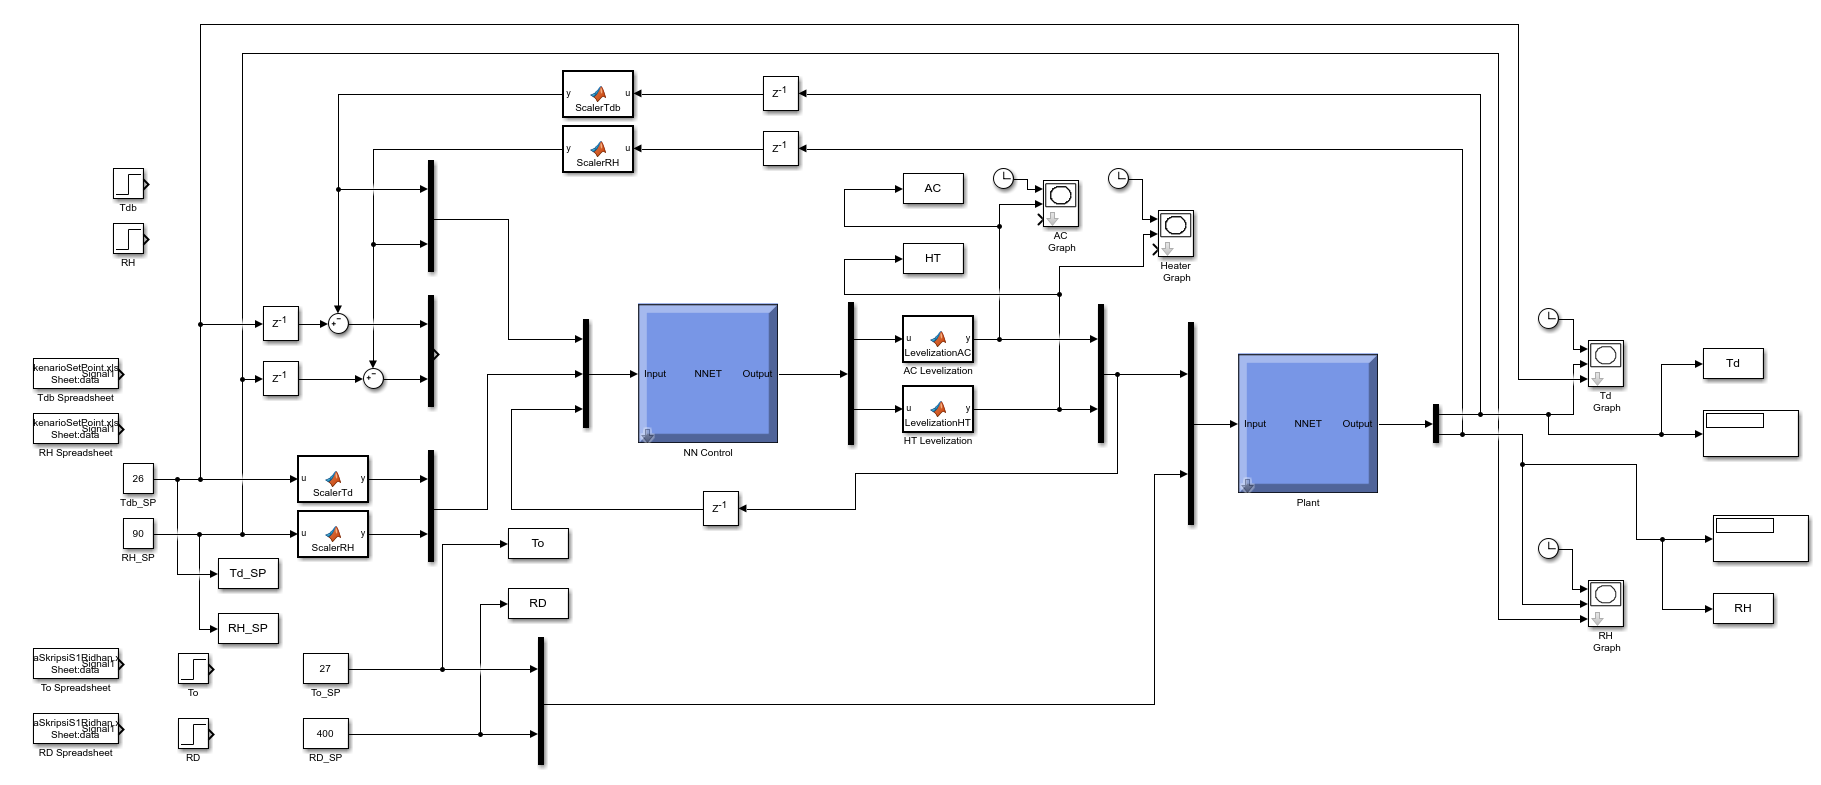 y
u
ScalerTdb
Z-1
y
u
ScalerRH
Z-1
Tdb
RH
AC
HT
AC
Graph
Heater
Graph
Z-1
+
−
Z-1
+
−
Input
NNET
Output
NN Control
u
y
LevelizationAC
AC Levelization
u
y
LevelizationHT
HT Levelization
Input
NNET
Output
Plant
Td
Graph
Td
kenarioSetPoint.xls
Signal1
Sheet:data
Tdb Spreadsheet
kenarioSetPoint.xls
Signal1
Sheet:data
RH Spreadsheet
26
Tdb_SP
u
y
ScalerTd
90
RH_SP
u
y
ScalerRH
Z-1
Td_SP
RH_SP
To
RD
RH
Graph
RH
aSkripsiS1Ridhan.x
Signal1
Sheet:data
To Spreadsheet
To
27
To_SP
aSkripsiS1Ridhan.x
Signal1
Sheet:data
RD Spreadsheet
RD
400
RD_SP